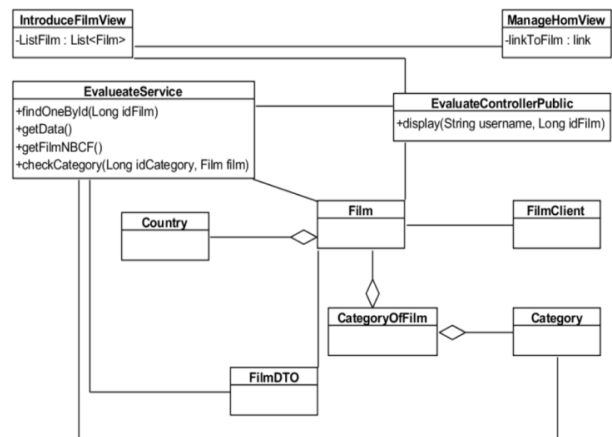 IntroduceFilmView
-ListFilm : List<Film>
ManageHomView
-linkToFilm : link
EvalueateService
+findOneById(Long idFilm)
+getData()
+getFilmNBCF()
+checkCategory(Long idCategory, Film film)
EvaluateControllerPublic
+display(String username, Long idFilm)
Film
FilmClient
Country
CategoryOfFilm
Category
FilmDTO